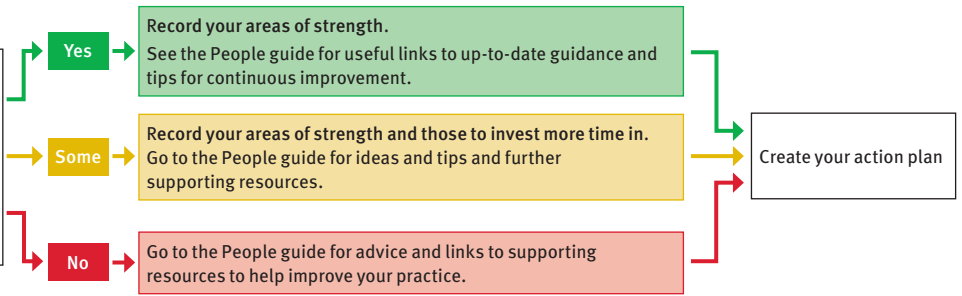 Yes
Record your areas of strength.
See the People guide for useful links to up-to-date guidance and
tips for continuous improvement.
Some
Record your areas of strength and those to invest more time in.
Go to the People guide for ideas and tips and further
supporting resources.
No
Go to the People guide for advice and links to supporting
resources to help improve your practice.
Create your action plan